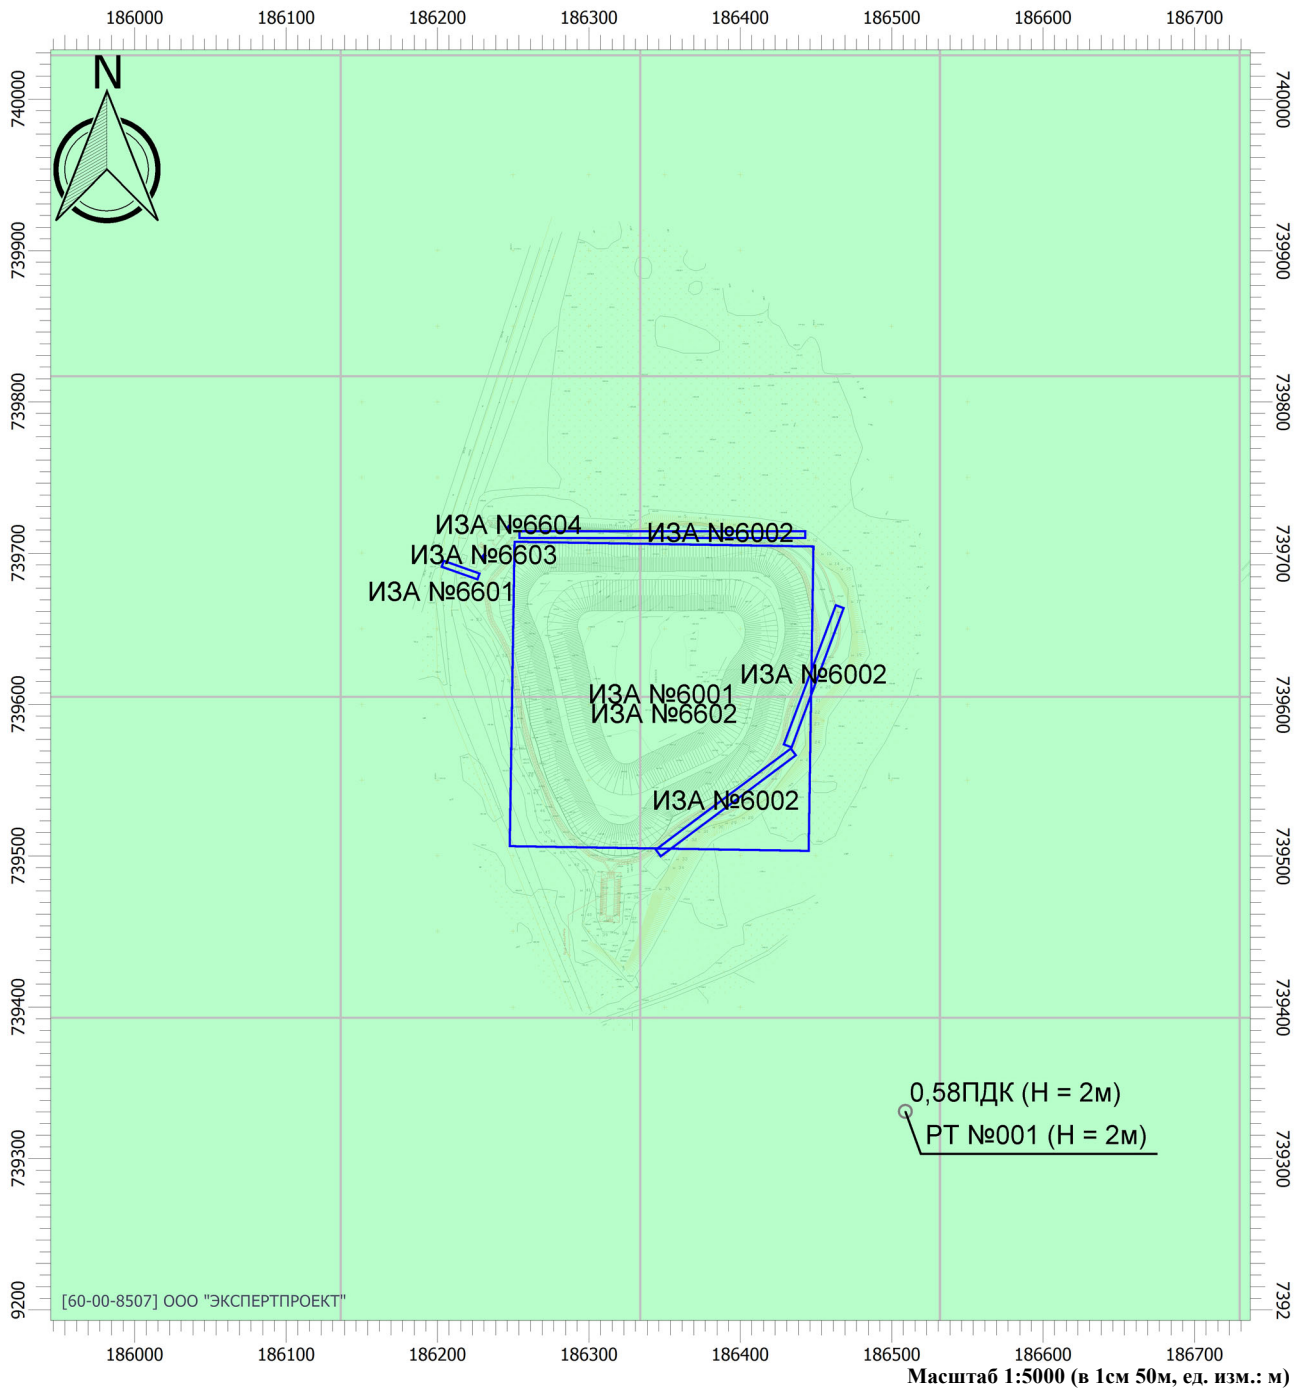 186000 186100 186200 186300 186400 186500 186600 186700
N
740000 740000
739900 739900
739800 739800
ИЗА №6604 ИЗА №6002
739700 739700
ИЗА №6603
ИЗА №6601
ИЗА №6002
ИЗА №6001
739600 739600
ИЗА №6602
ИЗА №6002
739500 739500
739400 739400
0,58ПДК (Н = 2м)
РТ №001 (Н = 2м)
739300 739300
9200 7392
[60-00-8507] ООО "ЭКСПЕРТПРОЕКТ"
186000 186100 186200 186300 186400 186500 186600 186700
Масштаб 1:5000 (в 1см 50м, ед. изм.: м)